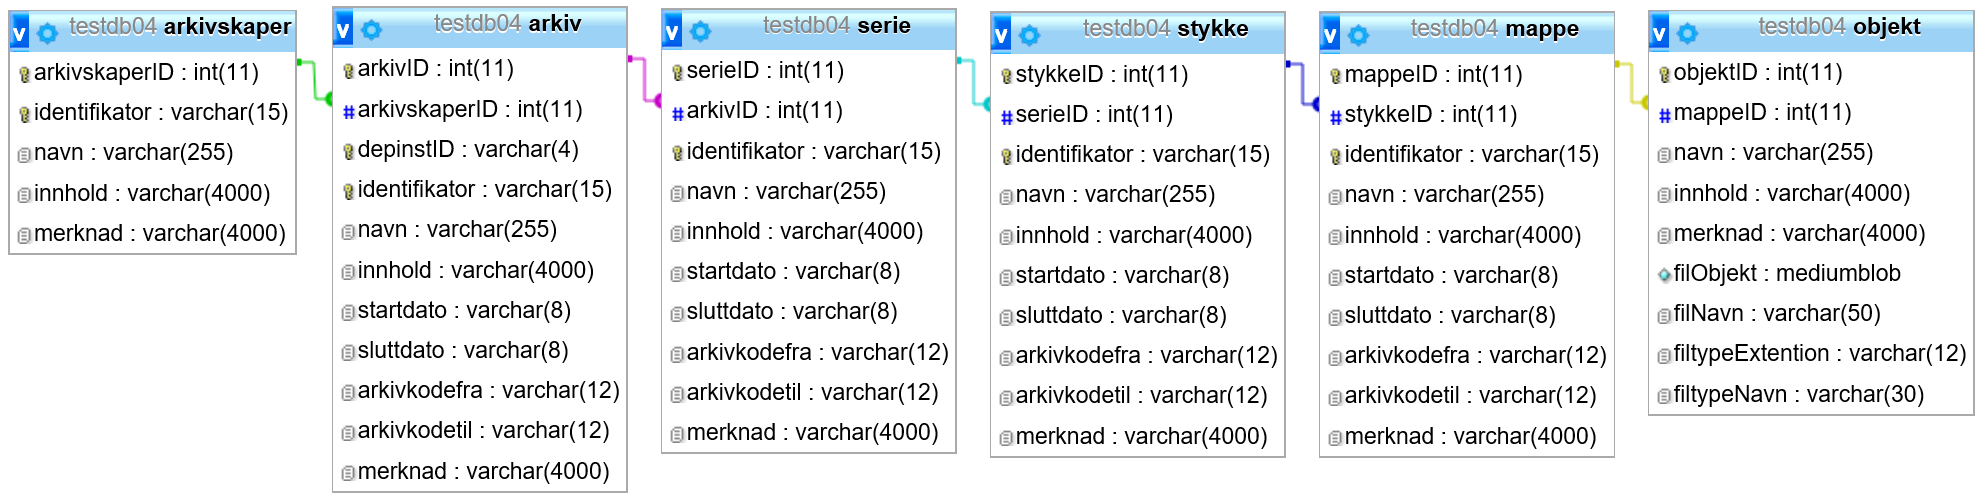 v testdb04 arkivskaper
arkivskaperID : int(11)
identifikator : varchar(15)
navn : varchar(255)
innhold : varchar(4000)
merknad : varchar(4000)
v testdb04 arkiv
arkivID : int(11)
# arkivskaperID : int(11)
depinstID : varchar(4)
identifikator : varchar(15)
navn : varchar(255)
innhold : varchar(4000)
startdato : varchar(8)
sluttdato : varchar(8)
arkivkodefra : varchar(12)
arkivkodetil : varchar(12)
merknad : varchar(4000)
v testdb04 serie
serieID : int(11)
# arkivID : int(11)
identifikator : varchar(15)
navn : varchar(255)
innhold : varchar(4000)
startdato : varchar(8)
sluttdato : varchar(8)
arkivkodefra : varchar(12)
arkivkodetil : varchar(12)
merknad : varchar(4000)
v testdb04 stykke
stykkeID : int(11)
# serieID : int(11)
identifikator : varchar(15)
navn : varchar(255)
innhold : varchar(4000)
startdato : varchar(8)
sluttdato : varchar(8)
arkivkodefra : varchar(12)
arkivkodetil : varchar(12)
merknad : varchar(4000)
v testdb04 mappe
mappeID : int(11)
# stykkeID : int(11)
identifikator : varchar(15)
navn : varchar(255)
innhold : varchar(4000)
startdato : varchar(8)
sluttdato : varchar(8)
arkivkodefra : varchar(12)
arkivkodetil : varchar(12)
merknad : varchar(4000)
v testdb04 objekt
objektID : int(11)
# mappeID : int(11)
navn : varchar(255)
innhold : varchar(4000)
merknad : varchar(4000)
filObjekt : mediumblob
filNavn : varchar(50)
filtypeExtention : varchar(12)
filtypeNavn : varchar(30)